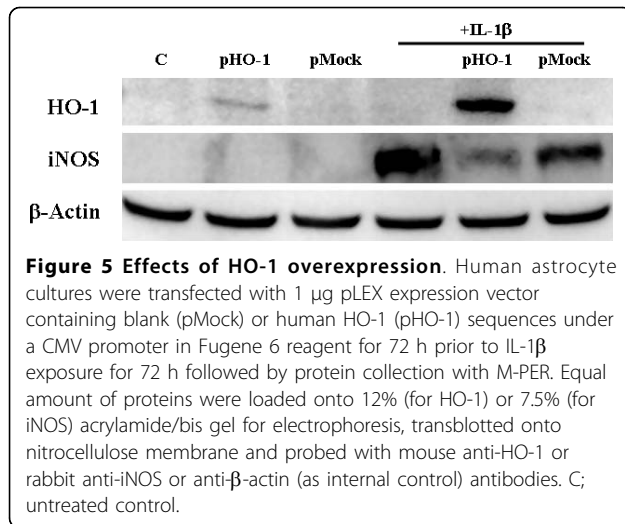 +IL-1β
C pHO-1 pMock pHO-1 pMock
HO-1
iNOS
β-Actin
Figure 5 Effects of HO-1 overexpression. Human astrocyte
cultures were transfected with 1 μg pLEX expression vector
containing blank (pMock) or human HO-1 (pHO-1) sequences under
a CMV promoter in Fugene 6 reagent for 72 h prior to IL-1β
exposure for 72 h followed by protein collection with M-PER. Equal
amount of proteins were loaded onto 12% (for HO-1) or 7.5% (for
iNOS) acrylamide/bis gel for electrophoresis, transblotted onto
nitrocellulose membrane and probed with mouse anti-HO-1 or
rabbit anti-iNOS or anti-β-actin (as internal control) antibodies. C;
untreated control.